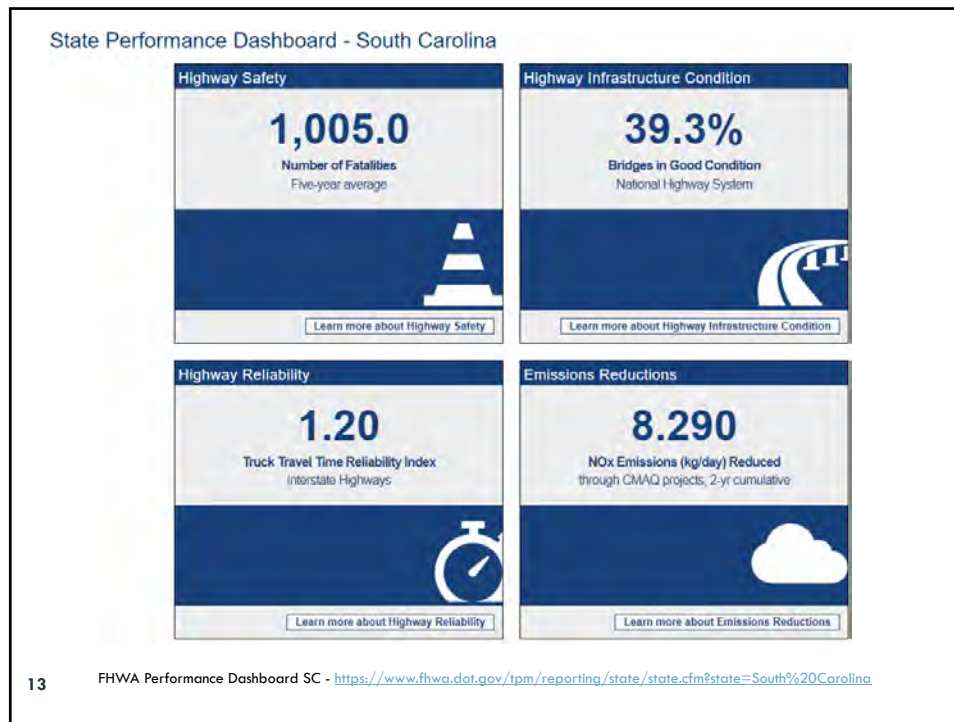 State Performance Dashboard - South Carolina
Highway Safety
1,005.0
Number of Fatalities
Five-year average
Learn more about Highway Safety
Highway Infrastructure Condition
39.3%
Bridges in Good Condition
National Highway System
Learn more about Highway Infrastructure Condition
Highway Reliability
1.20
Truck Travel Time Reliability Index
Interstate Highways
Learn more about Highway Reliability
Emissions Reductions
8.290
NOx Emissions (kg/day) Reduced
through CMAQ projects, 2-yr cumulative
Learn more about Emissions Reductions
13 FHWA Performance Dashboard SC - https://www.fhwa.dot.gov/tpm/reporting/state/state.cfm?state=South%20Carolina